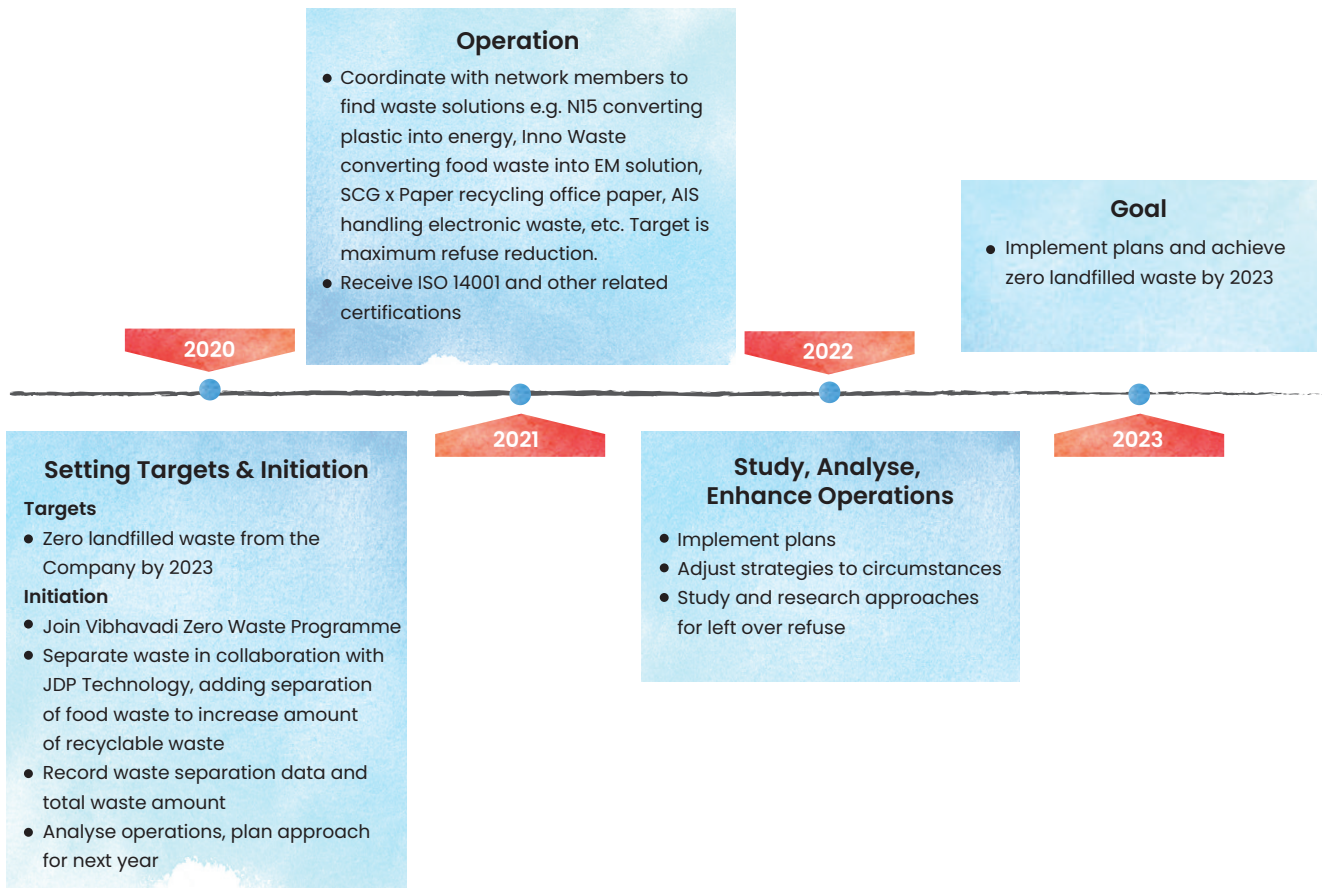 2020
Setting Targets & Initiation
Targets
● Zero landfilled waste from the
Company by 2023
Initiation
● Join Vibhavadi Zero Waste Programme
● Separate waste in collaboration with
JDP Technology, adding separation
of food waste to increase amount
of recyclable waste
● Record waste separation data and
total waste amount
● Analyse operations, plan approach
for next year
Operation
● Coordinate with network members to
find waste solutions e.g. N15 converting
plastic into energy, Inno Waste
converting food waste into EM solution,
SCG x Paper recycling office paper, AIS
handling electronic waste, etc. Target is
maximum refuse reduction.
● Receive ISO 14001 and other related
certifications
2021
2022
Study, Analyse,
Enhance Operations
● Implement plans
● Adjust strategies to circumstances
● Study and research approaches
for left over refuse
Goal
● Implement plans and achieve
zero landfilled waste by 2023
2023